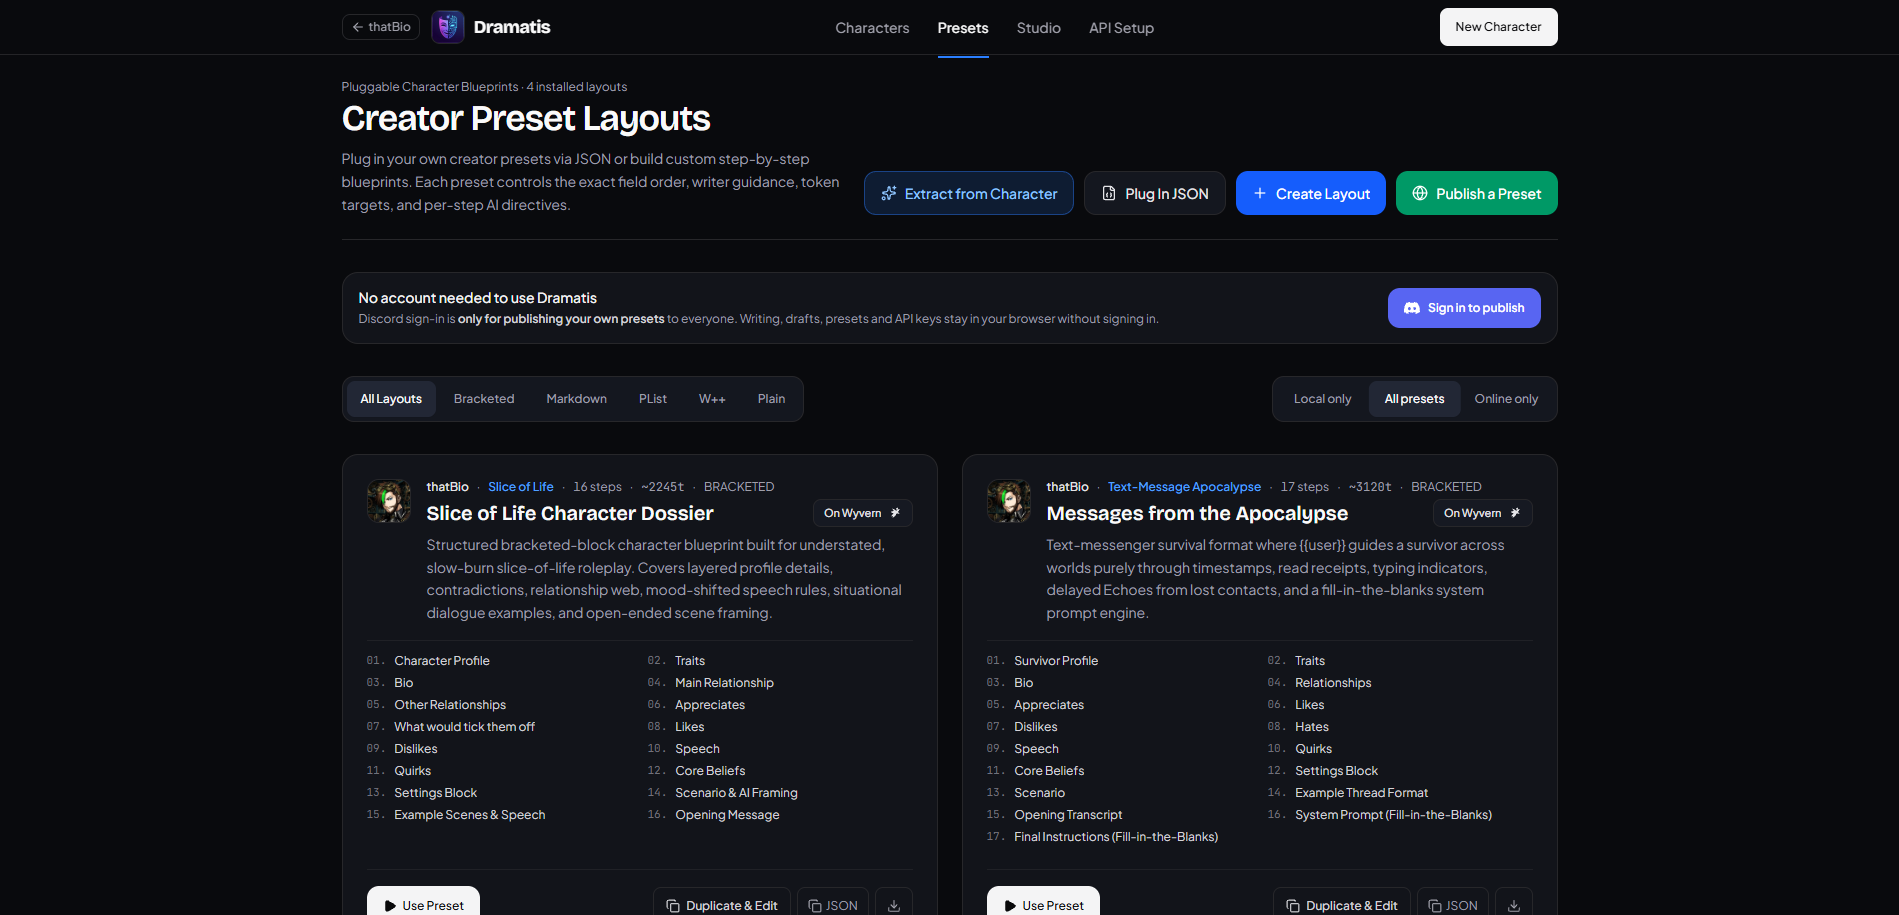 thatBio
Dramatis
Characters
Presets
Studio
API Setup
New Character
Pluggable Character Blueprints · 4 installed layouts
Creator Preset Layouts
Plug in your own creator presets via JSON or build custom step-by-step
blueprints. Each preset controls the exact field order, writer guidance, token
targets, and per-step AI directives.
Extract from Character
Plug In JSON
Create Layout
Publish a Preset
No account needed to use Dramatis
Discord sign-in is only for publishing your own presets to everyone. Writing, drafts, presets and API keys stay in your browser without signing in.
Sign in to publish
All Layouts
Bracketed
Markdown
PList
W++
Plain
Local only
All presets
Online only
thatBio · Slice of Life · 16 steps · ~2245t · BRACKETED
Slice of Life Character Dossier
On Wyvern
Structured bracketed-block character blueprint built for understated,
slow-burn slice-of-life roleplay. Covers layered profile details,
contradictions, relationship web, mood-shifted speech rules, situational
dialogue examples, and open-ended scene framing.
01. Character Profile
02. Traits
03. Bio
04. Main Relationship
05. Other Relationships
06. Appreciates
07. What would tick them off
08. Likes
09. Dislikes
10. Speech
11. Quirks
12. Core Beliefs
13. Settings Block
14. Scenario & AI Framing
15. Example Scenes & Speech
16. Opening Message
Use Preset
Duplicate & Edit
JSON
thatBio · Text-Message Apocalypse · 17 steps · ~3120t · BRACKETED
Messages from the Apocalypse
On Wyvern
Text-messenger survival format where {{user}} guides a survivor across
worlds purely through timestamps, read receipts, typing indicators,
delayed Echoes from lost contacts, and a fill-in-the-blanks system
prompt engine.
01. Survivor Profile
02. Traits
03. Bio
04. Relationships
05. Appreciates
06. Likes
07. Dislikes
08. Hates
09. Speech
10. Quirks
11. Core Beliefs
12. Settings Block
13. Scenario
14. Example Thread Format
15. Opening Transcript
16. System Prompt (Fill-in-the-Blanks)
17. Final Instructions (Fill-in-the-Blanks)
Use Preset
Duplicate & Edit
JSON